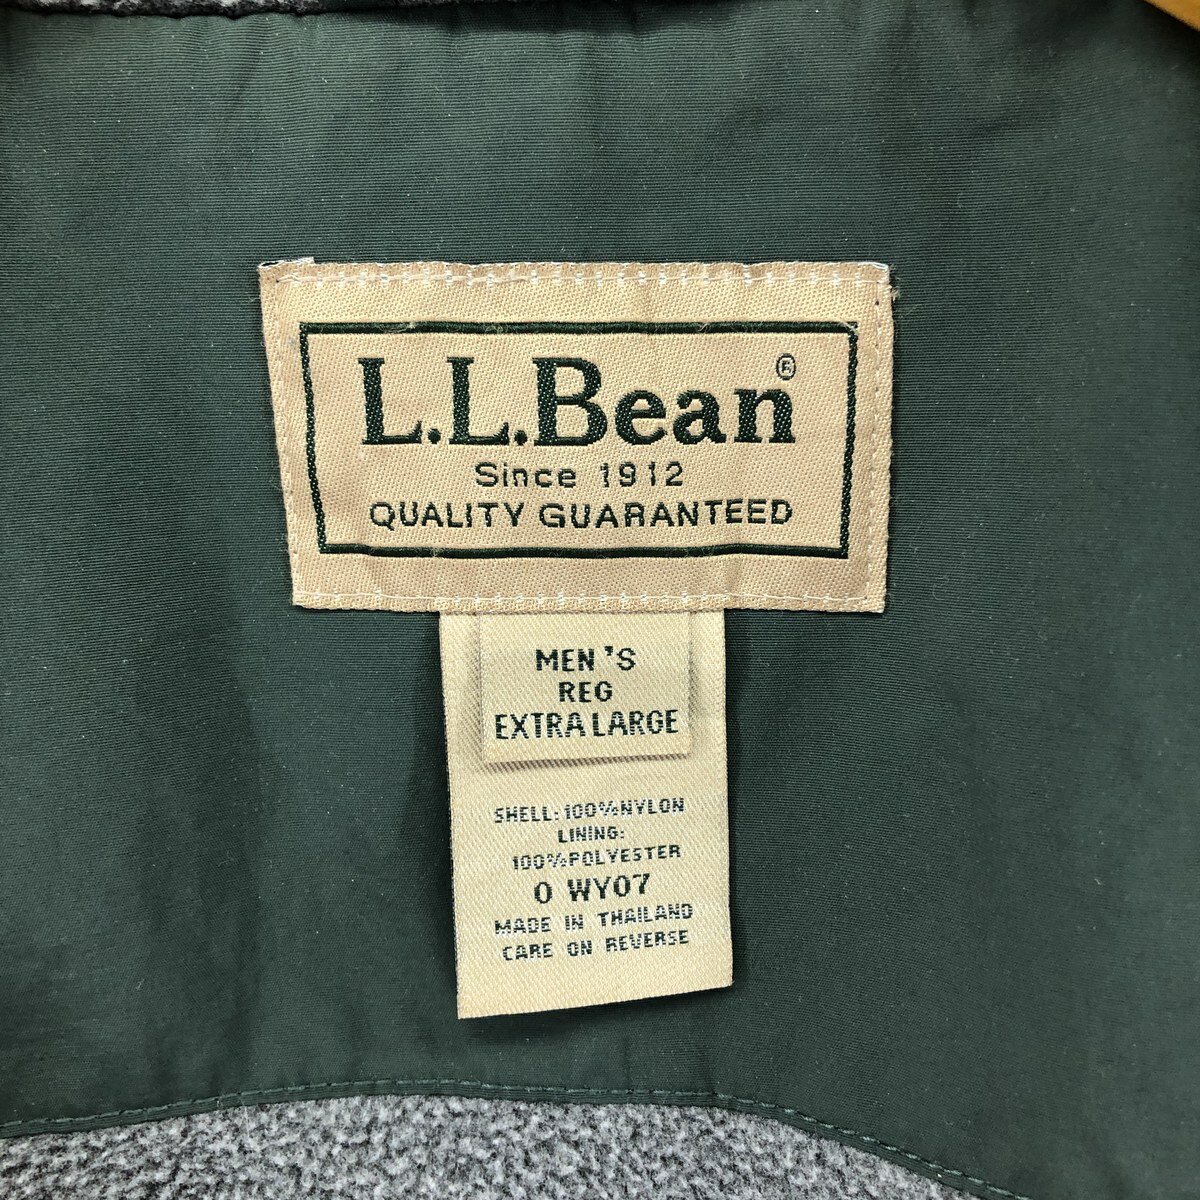 L.L.Bean®
Since 1912
QUALITY GUARANTEED
MEN'S
REG
EXTRA LARGE
SHELL: 100% NYLON
LINING:
100% POLYESTER
0 WY07
MADE IN THAILAND
CARE ON REVERSE